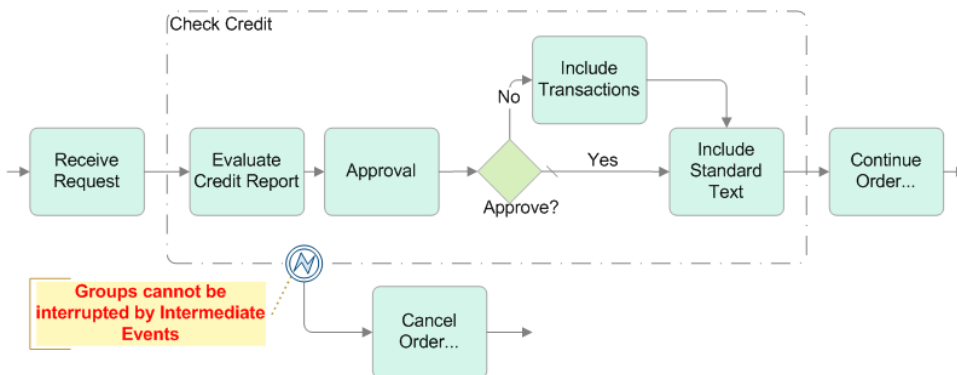 Check Credit
Include
Transactions
No
Receive
Request
Evaluate
Credit Report
Approval
Yes
Include
Standard
Text
Continue
Order...
Approve?
Groups cannot be
interrupted by Intermediate
Events
Cancel
Order...